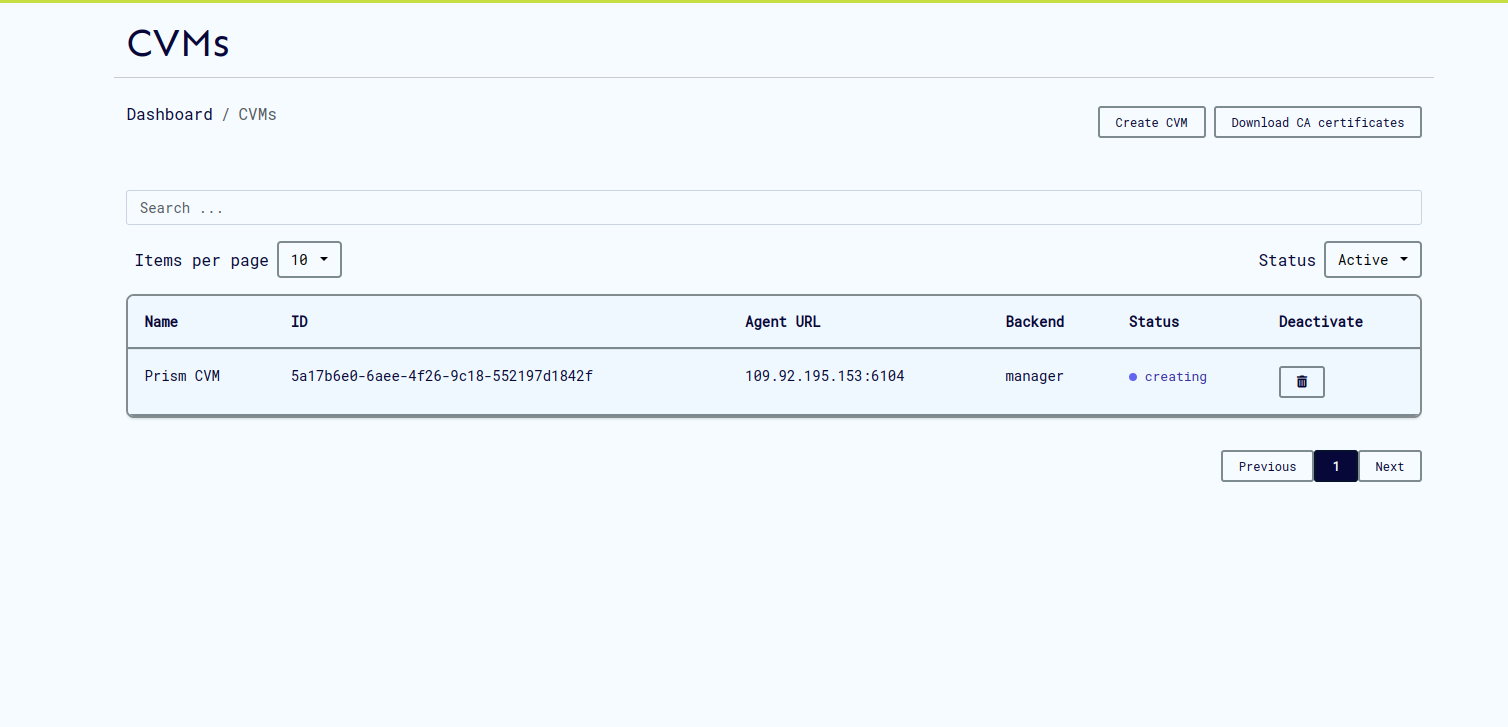 CVMs
Dashboard / CVMs
Create CVM
Download CA certificates
Search ...
Items per page 10
Status Active
Name ID Agent URL Backend Status Deactivate
Prism CVM 5a17b6e0-6aee-4f26-9c18-552197d1842f 109.92.195.153:6104 manager creating
Previous 1 Next